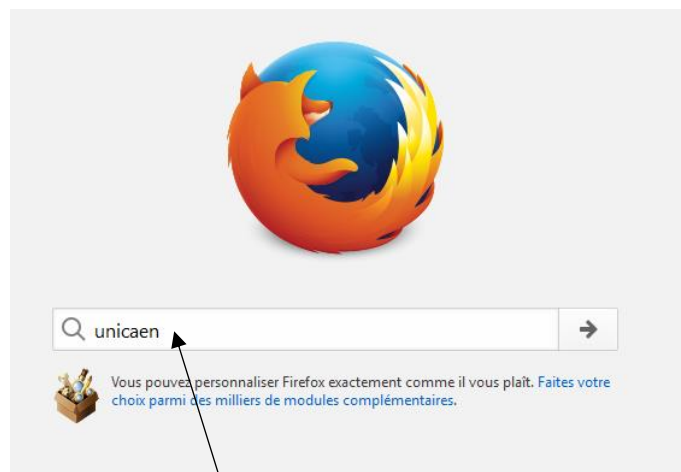 unicaen
Vous pouvez personnaliser Firefox exactement comme il vous plaît. Faites votre
choix parmi des milliers de modules complémentaires.